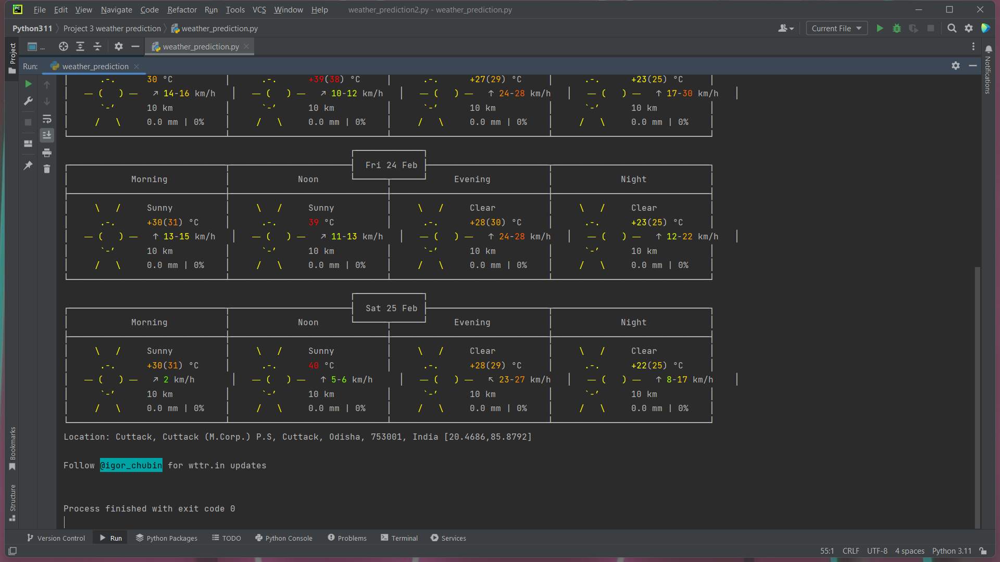 File Edit View Navigate Code Refactor Run Tools VCS Window Help weather_prediction2.py - weather_prediction.py
Python311 Project 3 weather prediction weather_prediction.py Current File
Project ... weather_prediction.py
Run: weather_prediction
Notifications
.-. 30 °C │ .-. +39(38) °C │ .-. +27(29) °C │ .-. +23(25) °C │
― ( ) ― ↗ 14-16 km/h │ ― ( ) ― ↗ 10-12 km/h │ ― ( ) ― ↑ 24-28 km/h │ ― ( ) ― ↑ 17-30 km/h │
`-’ 10 km │ `-’ 10 km │ `-’ 10 km │ `-’ 10 km │
/ \ 0.0 mm | 0% │ / \ 0.0 mm | 0% │ / \ 0.0 mm | 0% │ / \ 0.0 mm | 0% │
Fri 24 Feb
Morning │ Noon Evening │ Night │
\ / Sunny │ \ / Sunny │ \ / Clear │ \ / Clear │
.-. +30(31) °C │ .-. 39 °C │ .-. +28(30) °C │ .-. +23(25) °C │
― ( ) ― ↑ 13-15 km/h │ ― ( ) ― ↗ 11-13 km/h │ ― ( ) ― ↑ 24-28 km/h │ ― ( ) ― ↑ 12-22 km/h │
`-’ 10 km │ `-’ 10 km │ `-’ 10 km │ `-’ 10 km │
/ \ 0.0 mm | 0% │ / \ 0.0 mm | 0% │ / \ 0.0 mm | 0% │ / \ 0.0 mm | 0% │
Sat 25 Feb
Morning │ Noon Evening │ Night │
\ / Sunny │ \ / Sunny │ \ / Clear │ \ / Clear │
.-. +30(31) °C │ .-. 40 °C │ .-. +28(29) °C │ .-. +22(25) °C │
― ( ) ― ↗ 2 km/h │ ― ( ) ― ↑ 5-6 km/h │ ― ( ) ― ↖ 23-27 km/h │ ― ( ) ― ↑ 8-17 km/h │
`-’ 10 km │ `-’ 10 km │ `-’ 10 km │ `-’ 10 km │
/ \ 0.0 mm | 0% │ / \ 0.0 mm | 0% │ / \ 0.0 mm | 0% │ / \ 0.0 mm | 0% │
Location: Cuttack, Cuttack (M.Corp.) P.S, Cuttack, Odisha, 753001, India [20.4686,85.8792]
Follow @igor_chubin for wttr.in updates
Process finished with exit code 0
Bookmarks
Structure
Version Control Run Python Packages TODO Python Console Problems Terminal Services
55:1 CRLF UTF-8 4 spaces Python 3.11